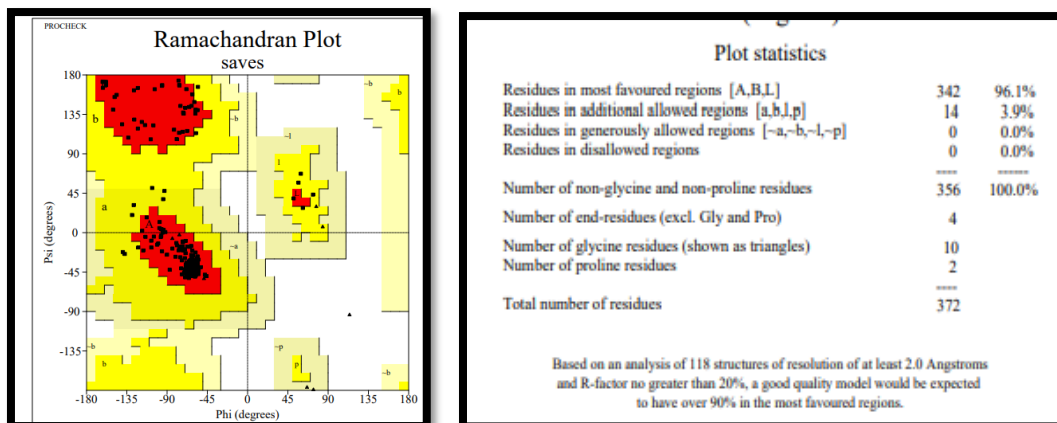 PROCHECK
Ramachandran Plot
saves
180
135
90
45
0
-45
-90
-135
-180 -135 -90 -45 0 45 90 135 180
Psi (degrees)
Phi (degrees)
b
~b
~b
b
~l
l
a
A
~a
~b
b
~p
p
~b
Plot statistics
Residues in most favoured regions [A,B,L] 342 96.1%
Residues in additional allowed regions [a,b,l,p] 14 3.9%
Residues in generously allowed regions [~a,~b,~l,~p] 0 0.0%
Residues in disallowed regions 0 0.0%
---- ------
Number of non-glycine and non-proline residues 356 100.0%
Number of end-residues (excl. Gly and Pro) 4
Number of glycine residues (shown as triangles) 10
Number of proline residues 2
----
Total number of residues 372
Based on an analysis of 118 structures of resolution of at least 2.0 Angstroms
and R-factor no greater than 20%, a good quality model would be expected
to have over 90% in the most favoured regions.